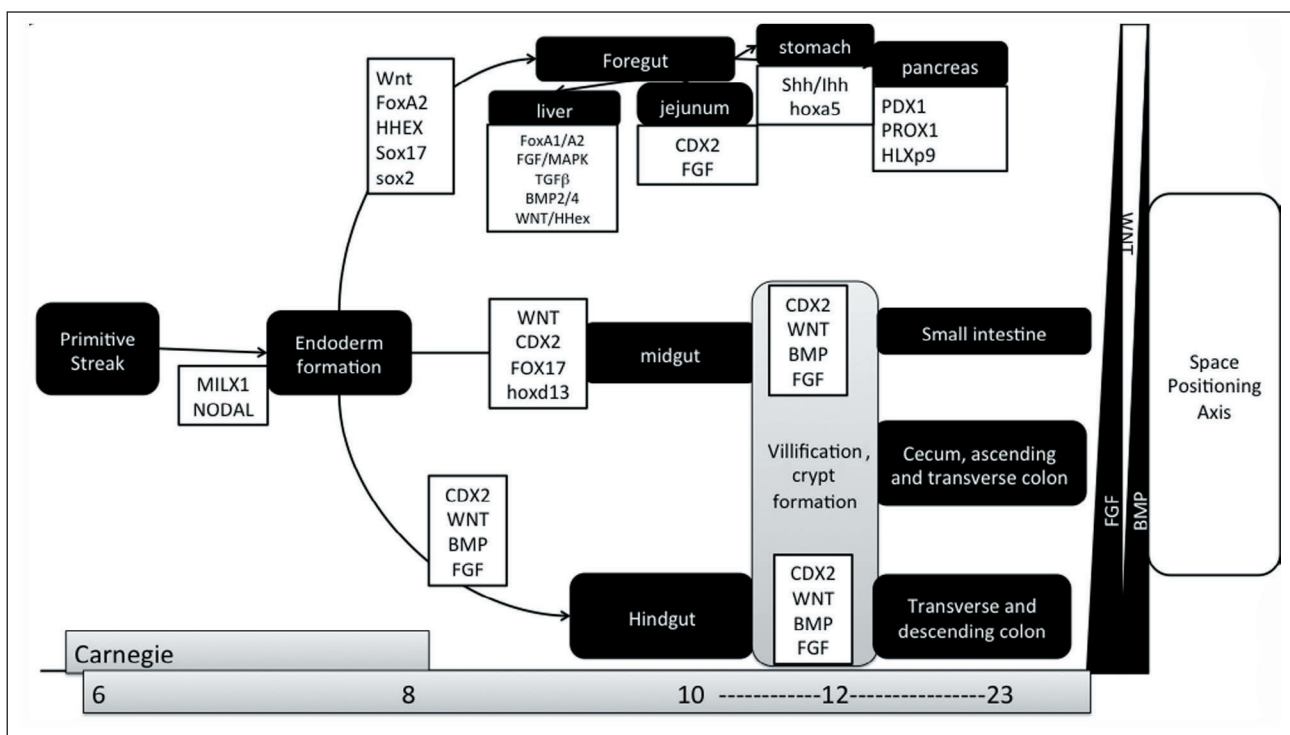 Wnt
FoxA2
HHEX
Sox17
sox2
Foregut
stomach
Shh/Ihh
hoxa5
pancreas
PDX1
PROX1
HLXp9
liver
FoxA1/A2
FGF/MAPK
TGFβ
BMP2/4
WNT/HHex
jejunum
CDX2
FGF
Primitive
Streak
MILX1
NODAL
Endoderm
formation
WNT
CDX2
FOX17
hoxd13
midgut
CDX2
WNT
BMP
FGF
Small intestine
Villification,
crypt
formation
Cecum, ascending
and transverse colon
CDX2
WNT
BMP
FGF
Hindgut
CDX2
WNT
BMP
FGF
Transverse and
descending colon
WNT
FGF
BMP
Space
Positioning
Axis
Carnegie
6 8 10 ------------12----------------23